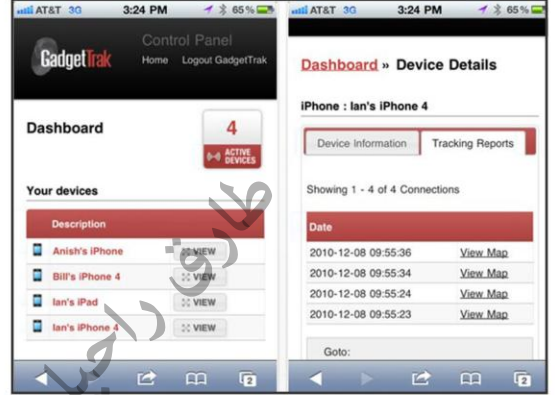 AT&T 3G 3:24 PM 65%
GadgetTrak
Control Panel
Home Logout GadgetTrak
Dashboard
4
ACTIVE
DEVICES
Your devices
Description
Anish's iPhone VIEW
Bill's iPhone 4 VIEW
Ian's iPad VIEW
Ian's iPhone 4 VIEW
2
AT&T 3G 3:24 PM 65%
Dashboard » Device Details
iPhone : Ian's iPhone 4
Device Information Tracking Reports
Showing 1 - 4 of 4 Connections
Date
2010-12-08 09:55:36 View Map
2010-12-08 09:55:34 View Map
2010-12-08 09:55:24 View Map
2010-12-08 09:55:23 View Map
Goto:
2
طارق راجا